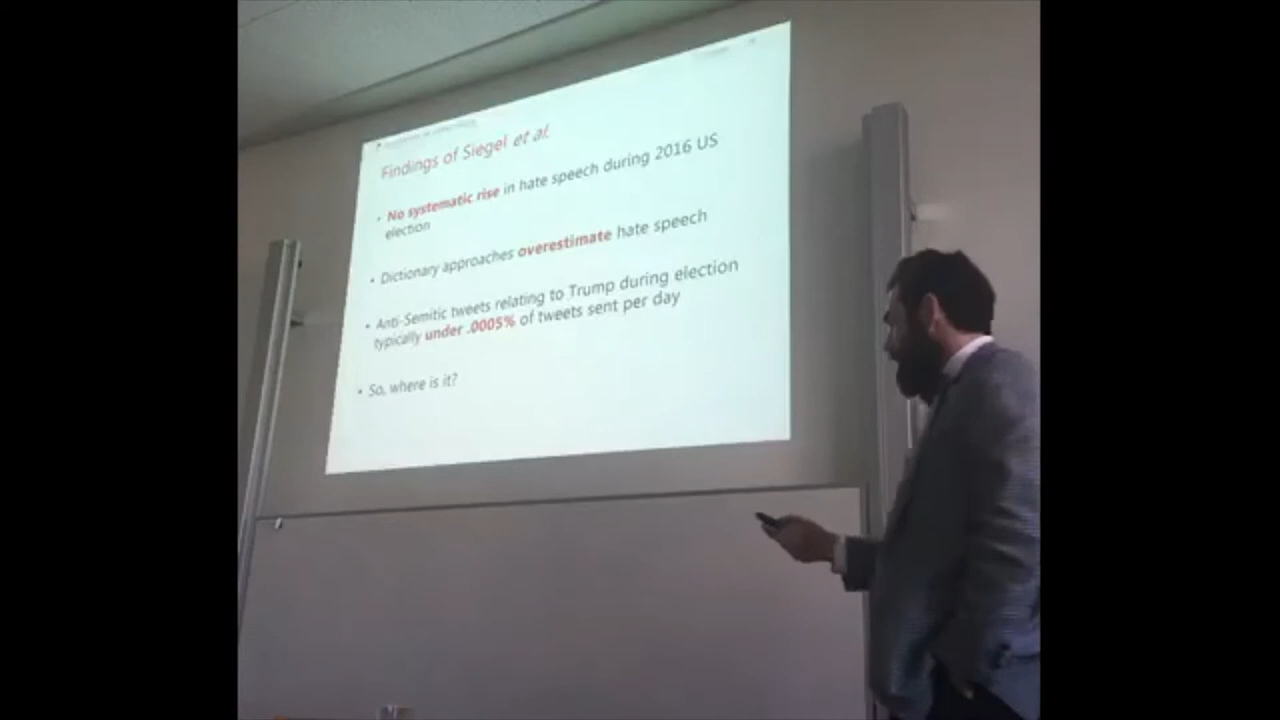 Findings of Siegel et al.
• No systematic rise in hate speech during 2016 US
election
• Dictionary approaches overestimate hate speech
• Anti-Semitic tweets relating to Trump during election
typically under .0005% of tweets sent per day
• So, where is it?